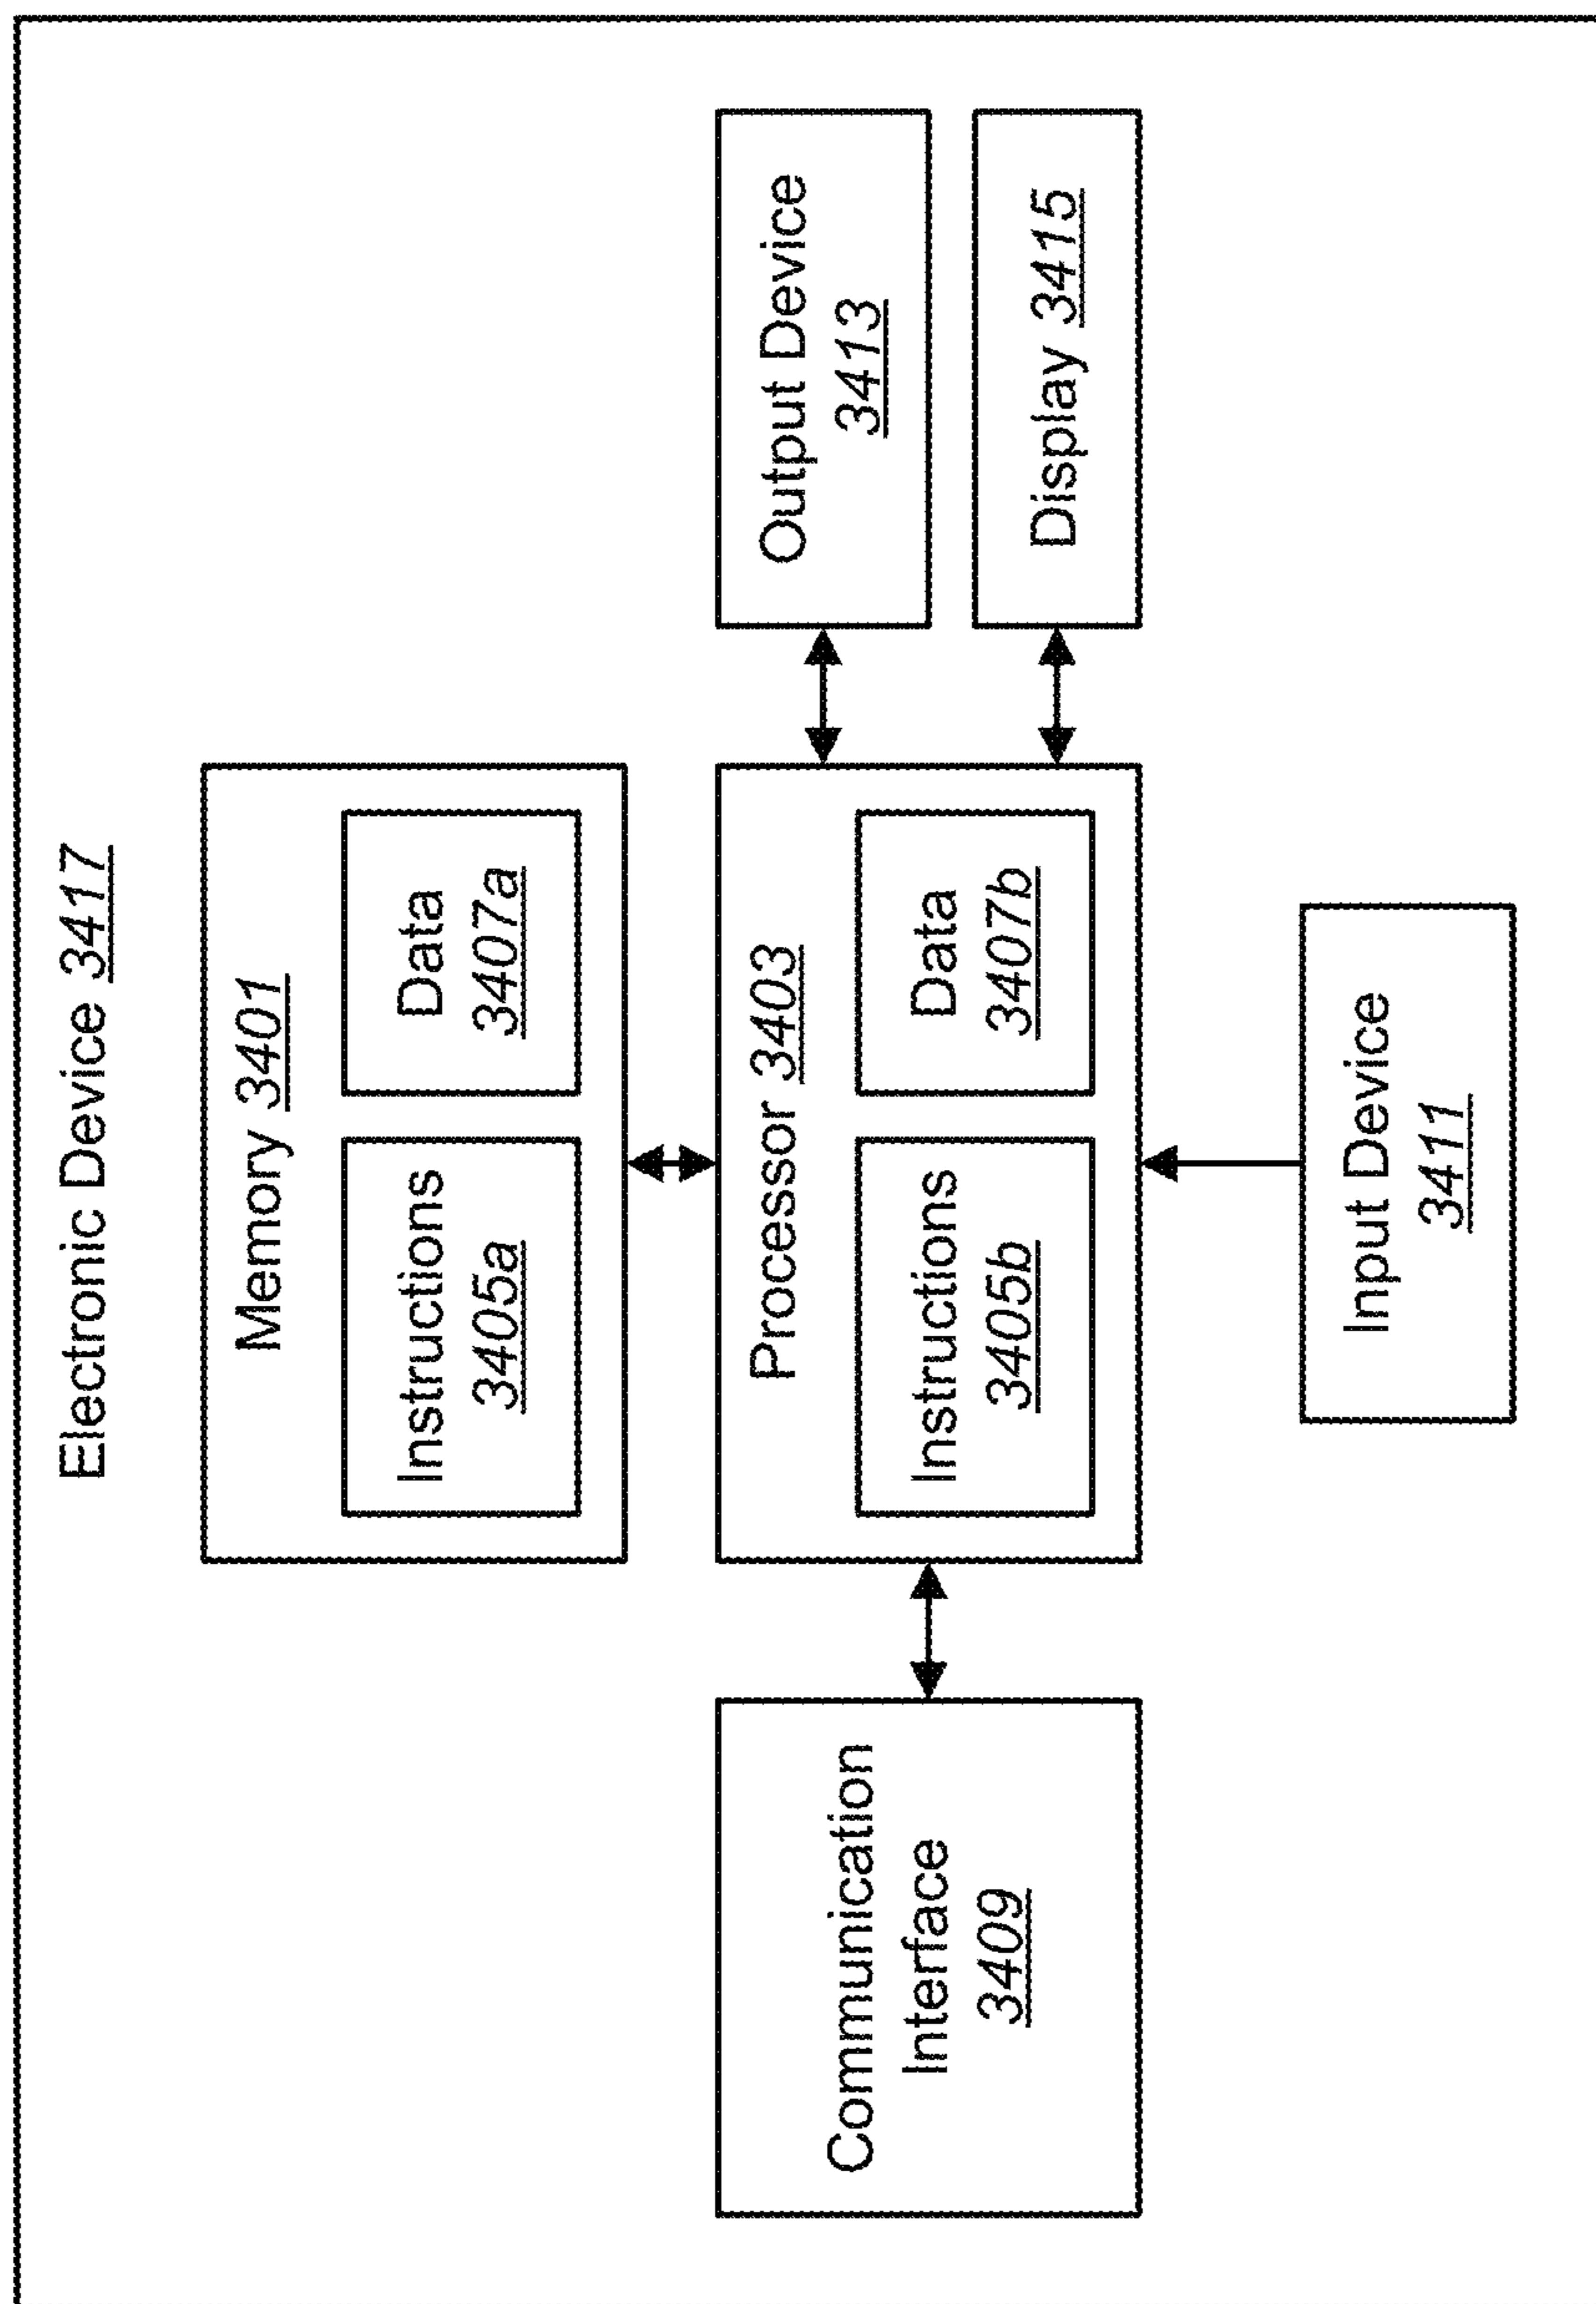 Electronic Device 3417
Memory 3401
Instructions
3405a
Data
3407a
Communication
Interface
3409
Processor 3403
Instructions
3405b
Data
3407b
Output Device
3413
Display 3415
Input Device
3411